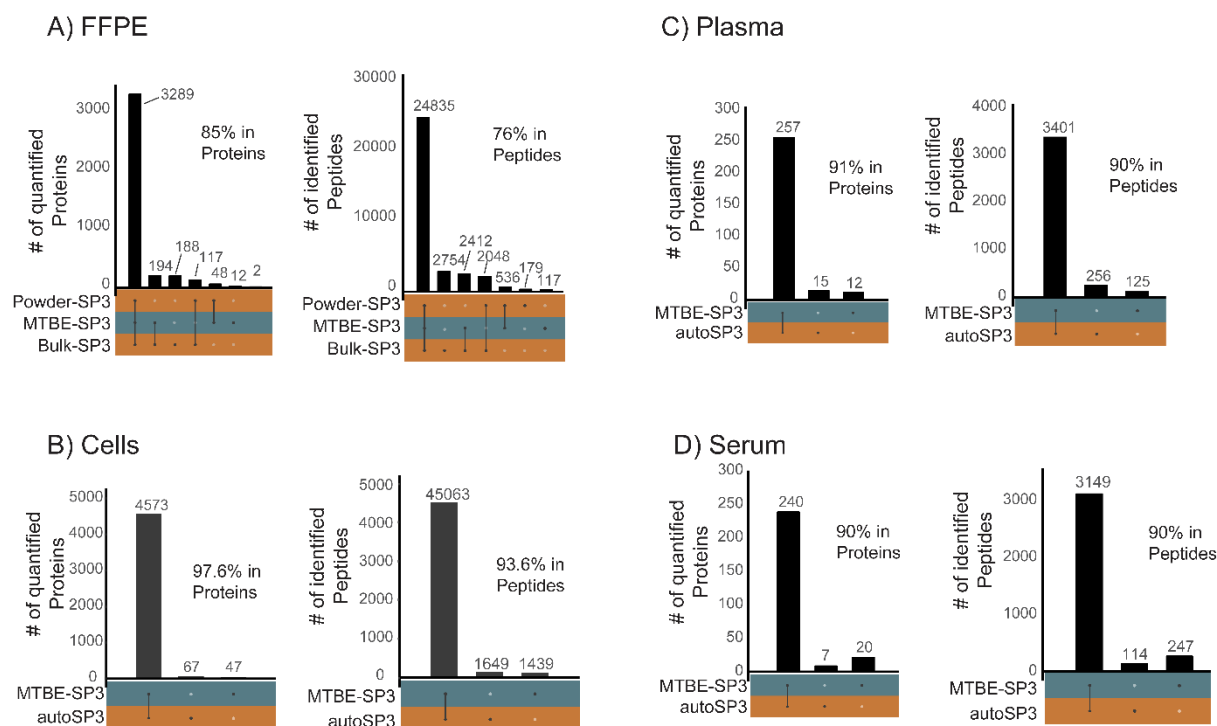 A) FFPE
# of quantified
Proteins
3000
2000
1000
0
3289
85% in
Proteins
194
188
117
48
12
2
Powder-SP3
MTBE-SP3
Bulk-SP3
# of identified
Peptides
30000
20000
10000
0
24835
76% in
Peptides
2754
2412
2048
536
179
117
Powder-SP3
MTBE-SP3
Bulk-SP3
C) Plasma
# of quantified
Proteins
300
250
200
150
100
50
0
257
91% in
Proteins
15
12
MTBE-SP3
autoSP3
# of identified
Peptides
4000
3000
2000
1000
0
3401
90% in
Peptides
256
125
MTBE-SP3
autoSP3
B) Cells
# of quantified
Proteins
5000
4000
3000
2000
1000
0
4573
97.6% in
Proteins
67
47
MTBE-SP3
autoSP3
# of identified
Peptides
5000
4000
3000
2000
1000
0
45063
93.6% in
Peptides
1649
1439
MTBE-SP3
autoSP3
D) Serum
# of quantified
Proteins
300
250
200
150
100
50
0
240
90% in
Proteins
7
20
MTBE-SP3
autoSP3
# of identified
Peptides
3000
2000
1000
0
3149
90% in
Peptides
114
247
MTBE-SP3
autoSP3